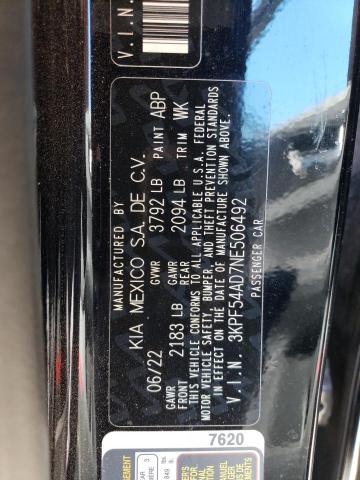 MANUFACTURED BY
KIA MEXICO S.A. DE C.V.
06/22 GVWR 3792 LB PAINT ABP
GAWR FRONT 2183 LB GAWR REAR 2094 LB TRIM WK
THIS VEHICLE CONFORMS TO ALL APPLICABLE U.S.A. FEDERAL
MOTOR VEHICLE SAFETY, BUMPER, AND THEFT PREVENTION STANDARDS
IN EFFECT ON THE DATE OF MANUFACTURE SHOWN ABOVE.
V.I.N. 3KPF54AD7NE506492
PASSENGER CAR
V.I.N.
7620